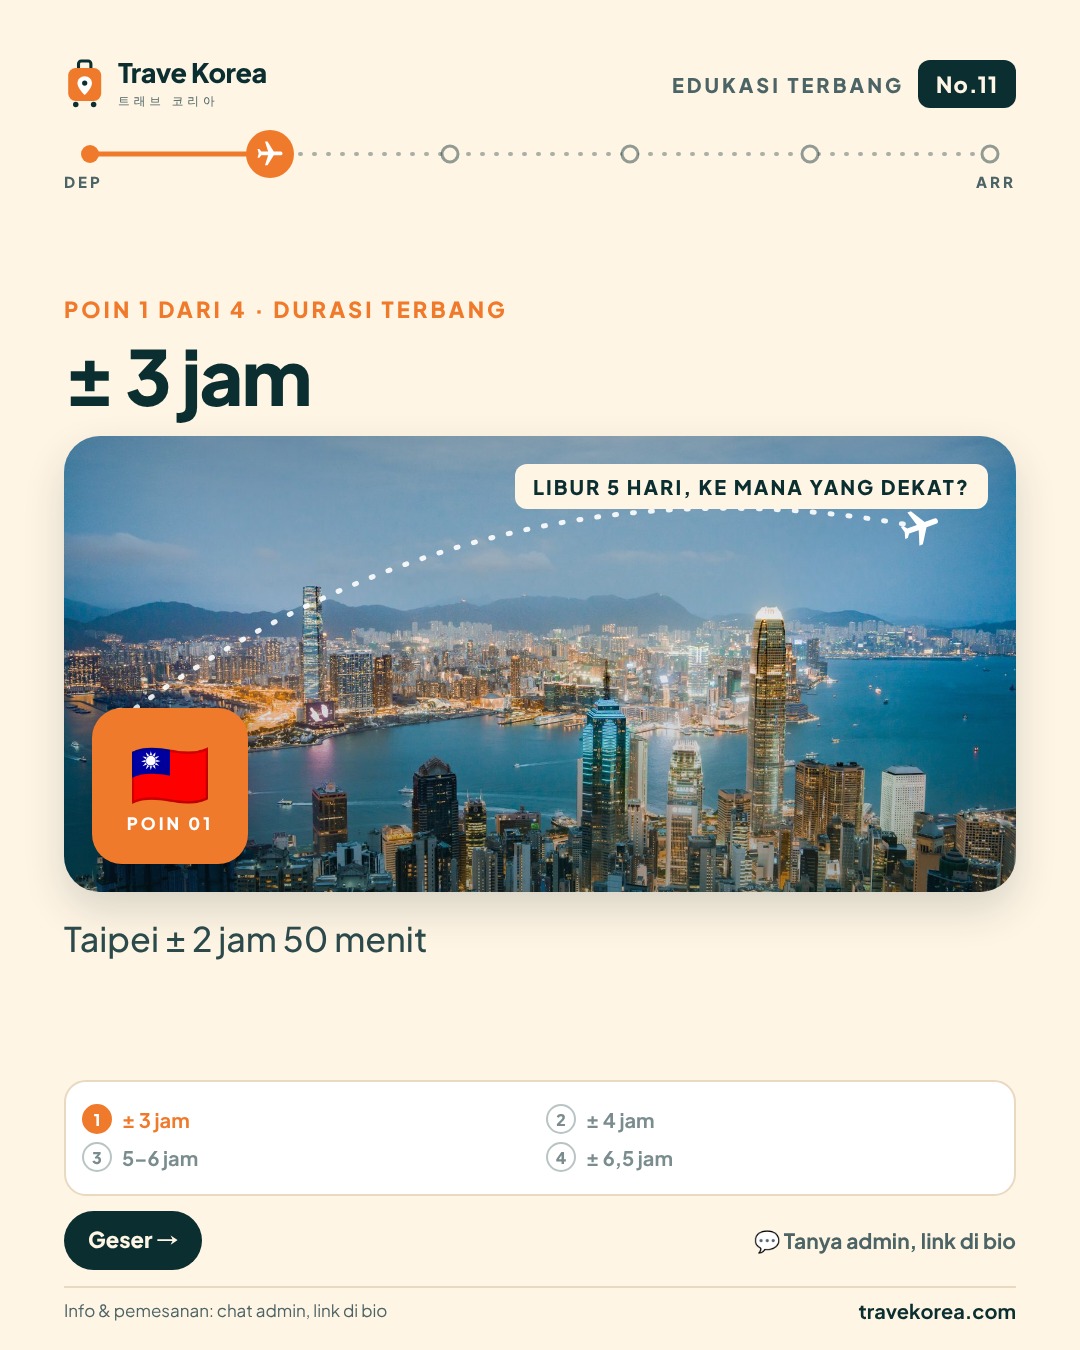 Trave Korea
트래브 코리아
EDUKASI TERBANG
No.11
DEP
ARR
POIN 1 DARI 4 · DURASI TERBANG
± 3 jam
LIBUR 5 HARI, KE MANA YANG DEKAT?
POIN 01
Taipei ± 2 jam 50 menit
1 ± 3 jam
2 ± 4 jam
3 5–6 jam
4 ± 6,5 jam
Geser →
💬 Tanya admin, link di bio
Info & pemesanan: chat admin, link di bio
travekorea.com